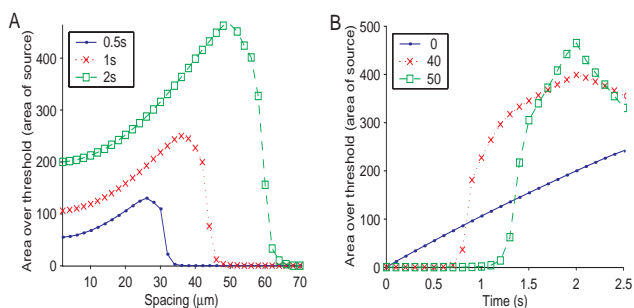 A
0.5s
1s
2s
Area over threshold (area of source)
400
300
200
100
0
10 20 30 40 50 60 70
Spacing (μm)
B
0
40
50
Area over threshold (area of source)
500
400
300
200
100
0
0 0.5 1 1.5 2 2.5
Time (s)